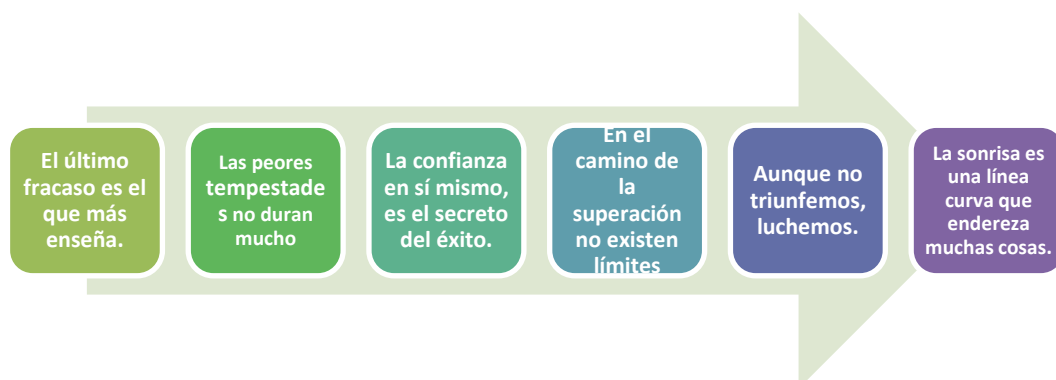 El último
fracaso es el
que más
enseña.
Las peores
tempestade
s no duran
mucho
La confianza
en sí mismo,
es el secreto
del éxito.
En el
camino de
la
superación
no existen
límites
Aunque no
triunfemos,
luchemos.
La sonrisa es
una línea
curva que
endereza
muchas cosas.